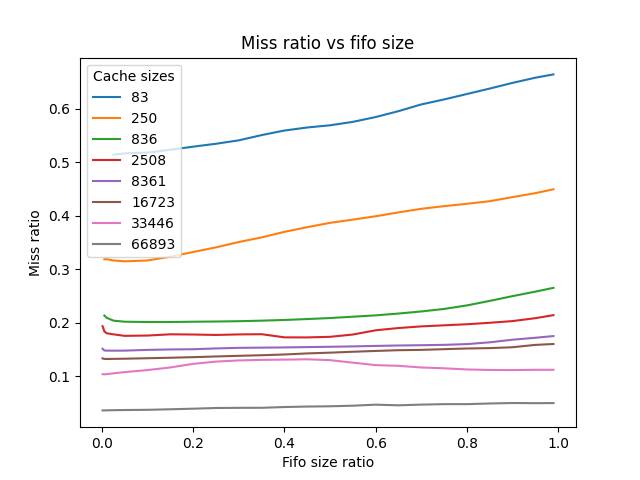 Miss ratio vs fifo size
Cache sizes
83
250
836
2508
8361
16723
33446
66893
Miss ratio
0.6
0.5
0.4
0.3
0.2
0.1
0.0 0.2 0.4 0.6 0.8 1.0
Fifo size ratio